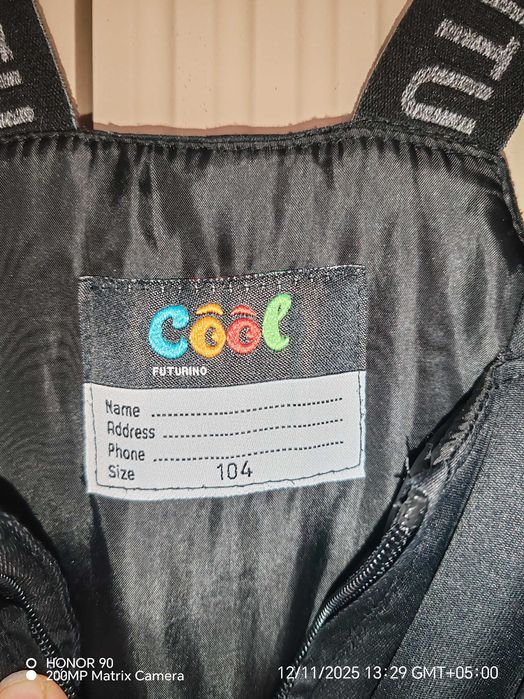 cool
FUTURINO
Name
Address
Phone
Size 104
HONOR 90
200MP Matrix Camera
12/11/2025 13:29 GMT+05:00